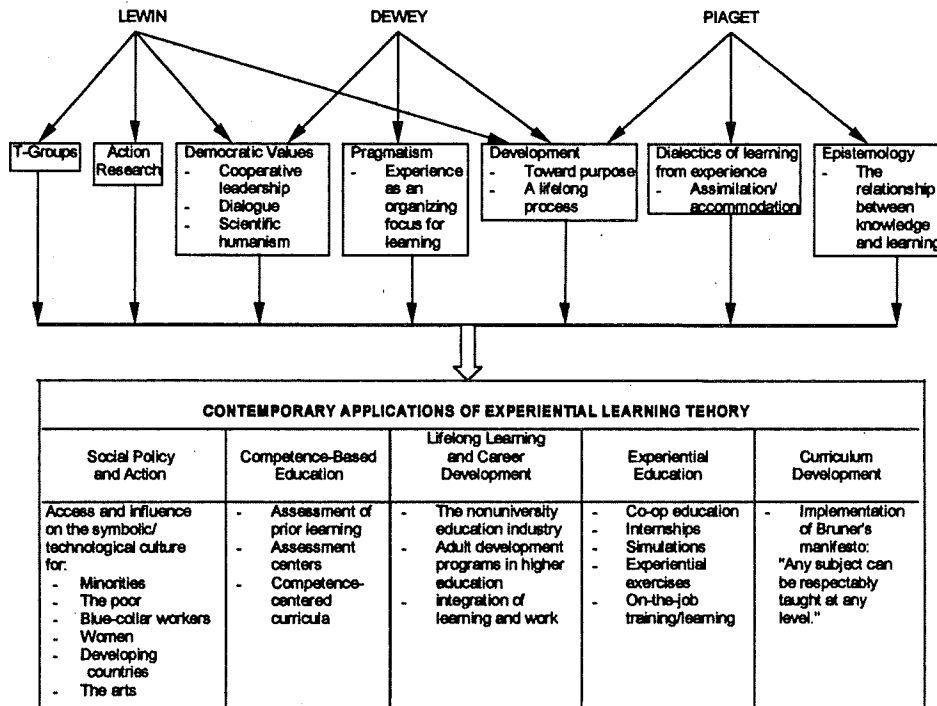 LEWIN
DEWEY
PIAGET
T-Groups
Action
Research
Democratic Values
- Cooperative
leadership
- Dialogue
- Scientific
humanism
Pragmatism
- Experience
as an
organizing
focus for
learning
Development
- Toward purpose
- A lifelong
process
Dialectics of learning
from experience
- Assimilation/
accommodation
Epistemology
- The
relationship
between
knowledge
and learning
CONTEMPORARY APPLICATIONS OF EXPERIENTIAL LEARNING TEHORY
Social Policy
and Action
Access and influence
on the symbolic/
technological culture
for:
- Minorities
- The poor
- Blue-collar workers
- Women
- Developing
countries
- The arts
Competence-Based
Education
- Assessment of
prior learning
- Assessment
centers
- Competence-
centered
curricula
Lifelong Learning
and Career
Development
- The nonuniversity
education industry
- Adult development
programs in higher
education
- integration of
learning and work
Experiential
Education
- Co-op education
- Internships
- Simulations
- Experiential
exercises
- On-the-job
training/learning
Curriculum
Development
- Implementation
of Bruner's
manifesto:
"Any subject can
be respectably
taught at any
level."